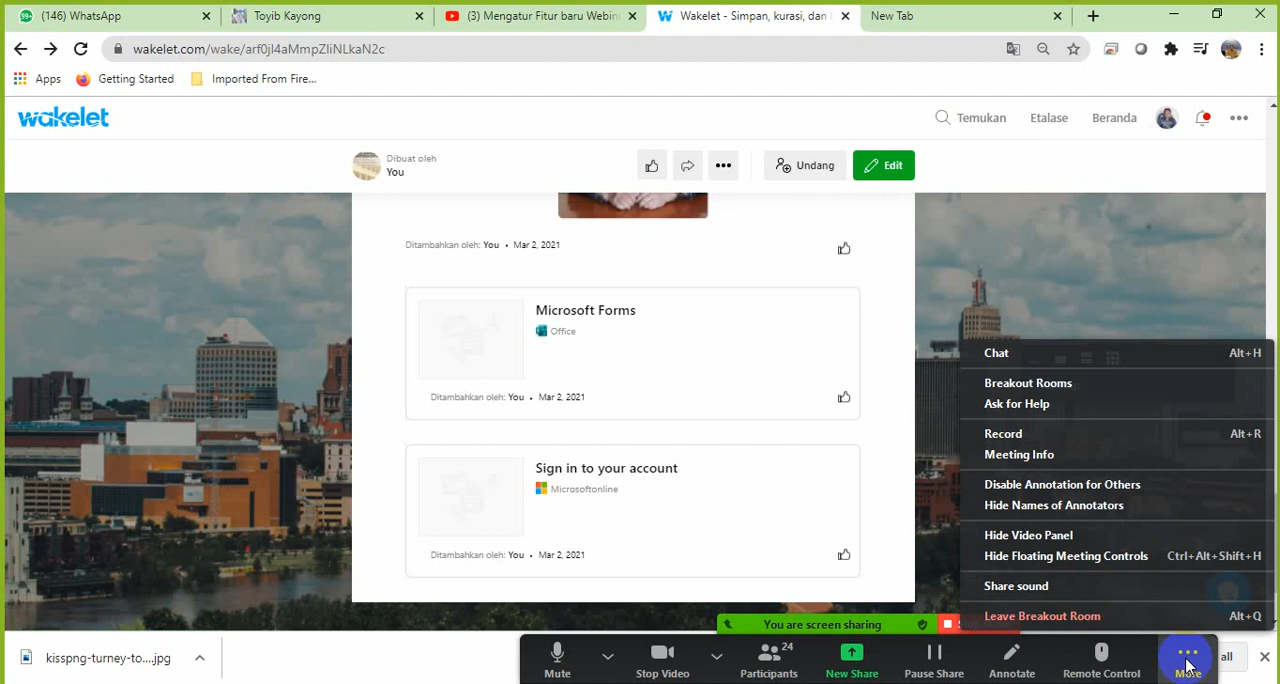 99+ (146) WhatsApp
Toyib Kayong
(3) Mengatur Fitur baru Webin
Wakelet - Simpan, kurasi, dan
New Tab
wakelet.com/wake/arf0jl4aMmpZIiNLkaN2c
Apps
Getting Started
Imported From Fire...
wakelet
Temukan
Etalase
Beranda
Dibuat oleh
You
Undang
Edit
Ditambahkan oleh: You • Mar 2, 2021
Microsoft Forms
Office
Ditambahkan oleh: You • Mar 2, 2021
Sign in to your account
Microsoftonline
Ditambahkan oleh: You • Mar 2, 2021
Chat Alt+H
Breakout Rooms
Ask for Help
Record Alt+R
Meeting Info
Disable Annotation for Others
Hide Names of Annotators
Hide Video Panel
Hide Floating Meeting Controls Ctrl+Alt+Shift+H
Share sound
Leave Breakout Room Alt+Q
You are screen sharing
kisspng-turney-to....jpg
Mute
Stop Video
24
Participants
New Share
Pause Share
Annotate
Remote Control
More
all